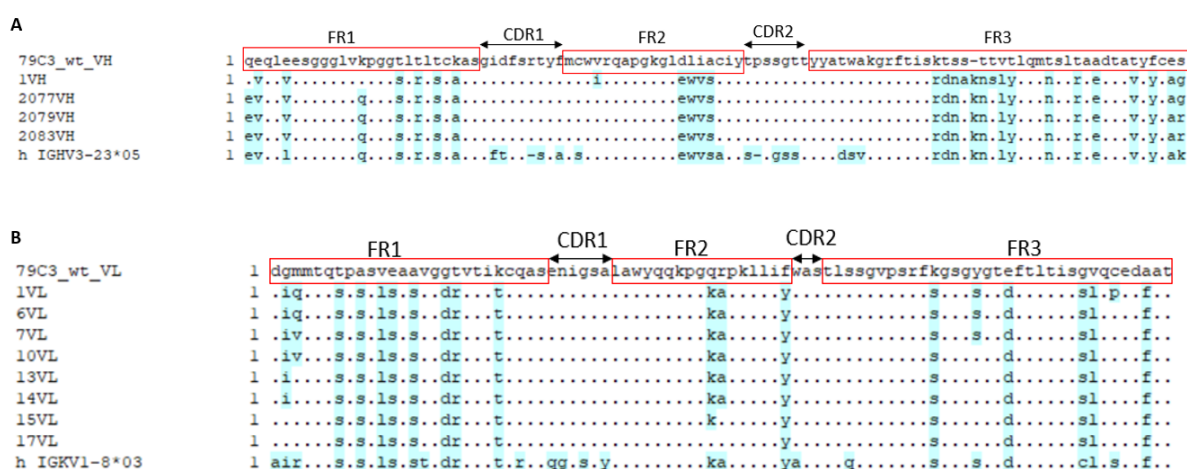 A
FR1 CDR1 FR2 CDR2 FR3
79C3_wt_VH 1 qeqleesggglvkpggtltltckasgidfsrtyfmcwvrqapgkgldliaciytpssgttyyatwakgrftisktss-ttvtlqmtsltaadtatyfces
1VH 1 .v..v...........s.r.s.a..............i........ewvs.......................rdnaknsly...n..r.e...v.y.ag
2077VH 1 ev..v.......q...s.r.s.a.......................ewvs.......................rdn.kn.ly...n..r.e...v.y.ag
2079VH 1 ev..v.......q...s.r.s.a.......................ewvs.......................rdn.kn.ly...n..r.e...v.y.ar
2083VH 1 ev..v.......q...s.r.s.a.......................ewvs.......................rdn.kn.ly...n..r.e...v.y.ar
h IGHV3-23*05 1 ev..l.......q...s.r.s.a...ft..-s.a.s..........ewvsa..s-.gss....dsv.......rdn.kn.ly...n..r.e...v.y.ak
B
FR1 CDR1 FR2 CDR2 FR3
79C3_wt_VL 1 dgmmtqtpasveaavggtvtikcqasenigsalawyqqkpgqrpkllifwastlssgvpsrfkgsgygteftltisgvqcedaat
1VL 1 .iq...s.s.ls.s..dr...t...................ka.....y.............s...s..d......sl.p..f..
6VL 1 .iq...s.s.ls.s..dr...t...................ka.....y.............s...s..d......sl....f..
7VL 1 .iv...s.s.ls.s..dr...t...................ka.....y.............s...s..d......sl....f..
10VL 1 .iv...s.s.ls.s..dr...t...................ka.....y.............s......d......sl....f..
13VL 1 .i....s.s.ls.s..dr...t...................ka.....y.............s......d......sl....f..
14VL 1 .i....s.s.ls.s..dr...t...................ka.....y.............s......d......sl....f..
15VL 1 ......s.s.ls.s..dr...t...................k......y.............s......d......sl....f..
17VL 1 ......s.s.ls.s..dr...t..........................y.............s......d......sl....f..
h IGKV1-8*03 1 air...s.s.ls.st.dr...t.r..qg.s.y.........ka.....ya....q.......s......d......cl.s..f..